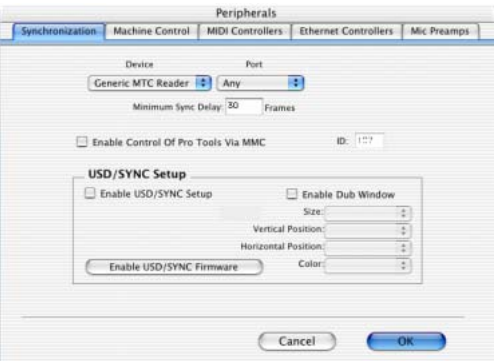 Peripherals
Synchronization Machine Control MIDI Controllers Ethernet Controllers Mic Preamps
Device Port
Generic MTC Reader Any
Minimum Sync Delay: 30 Frames
Enable Control Of Pro Tools Via MMC ID:
USD/SYNC Setup
Enable USD/SYNC Setup Enable Dub Window
Size:
Vertical Position:
Horizontal Position:
Enable USD/SYNC Firmware Color:
Cancel OK